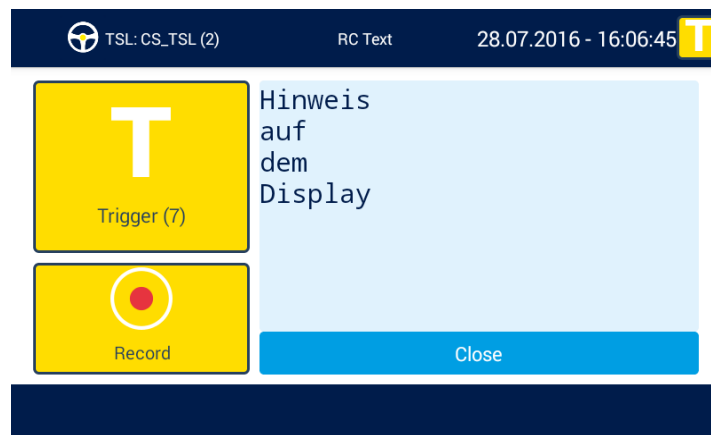 TSL: CS_TSL (2)
RC Text
28.07.2016 - 16:06:45
T
T
Trigger (7)
Record
Hinweis
auf
dem
Display
Close